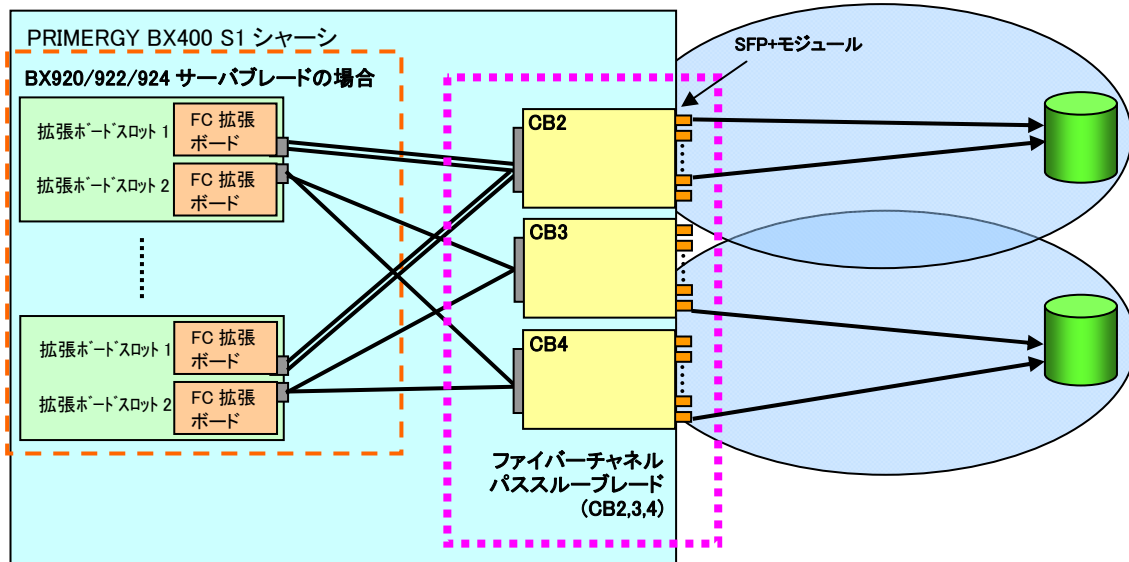 PRIMERGY BX400 S1 シャーシ
BX920/922/924 サーバブレードの場合
拡張ボードスロット 1
FC 拡張
ボード
拡張ボードスロット 2
FC 拡張
ボード
拡張ボードスロット 1
FC 拡張
ボード
拡張ボードスロット 2
FC 拡張
ボード
CB2
CB3
CB4
ファイバーチャネル
パススルーブレード
(CB2,3,4)
SFP+モジュール